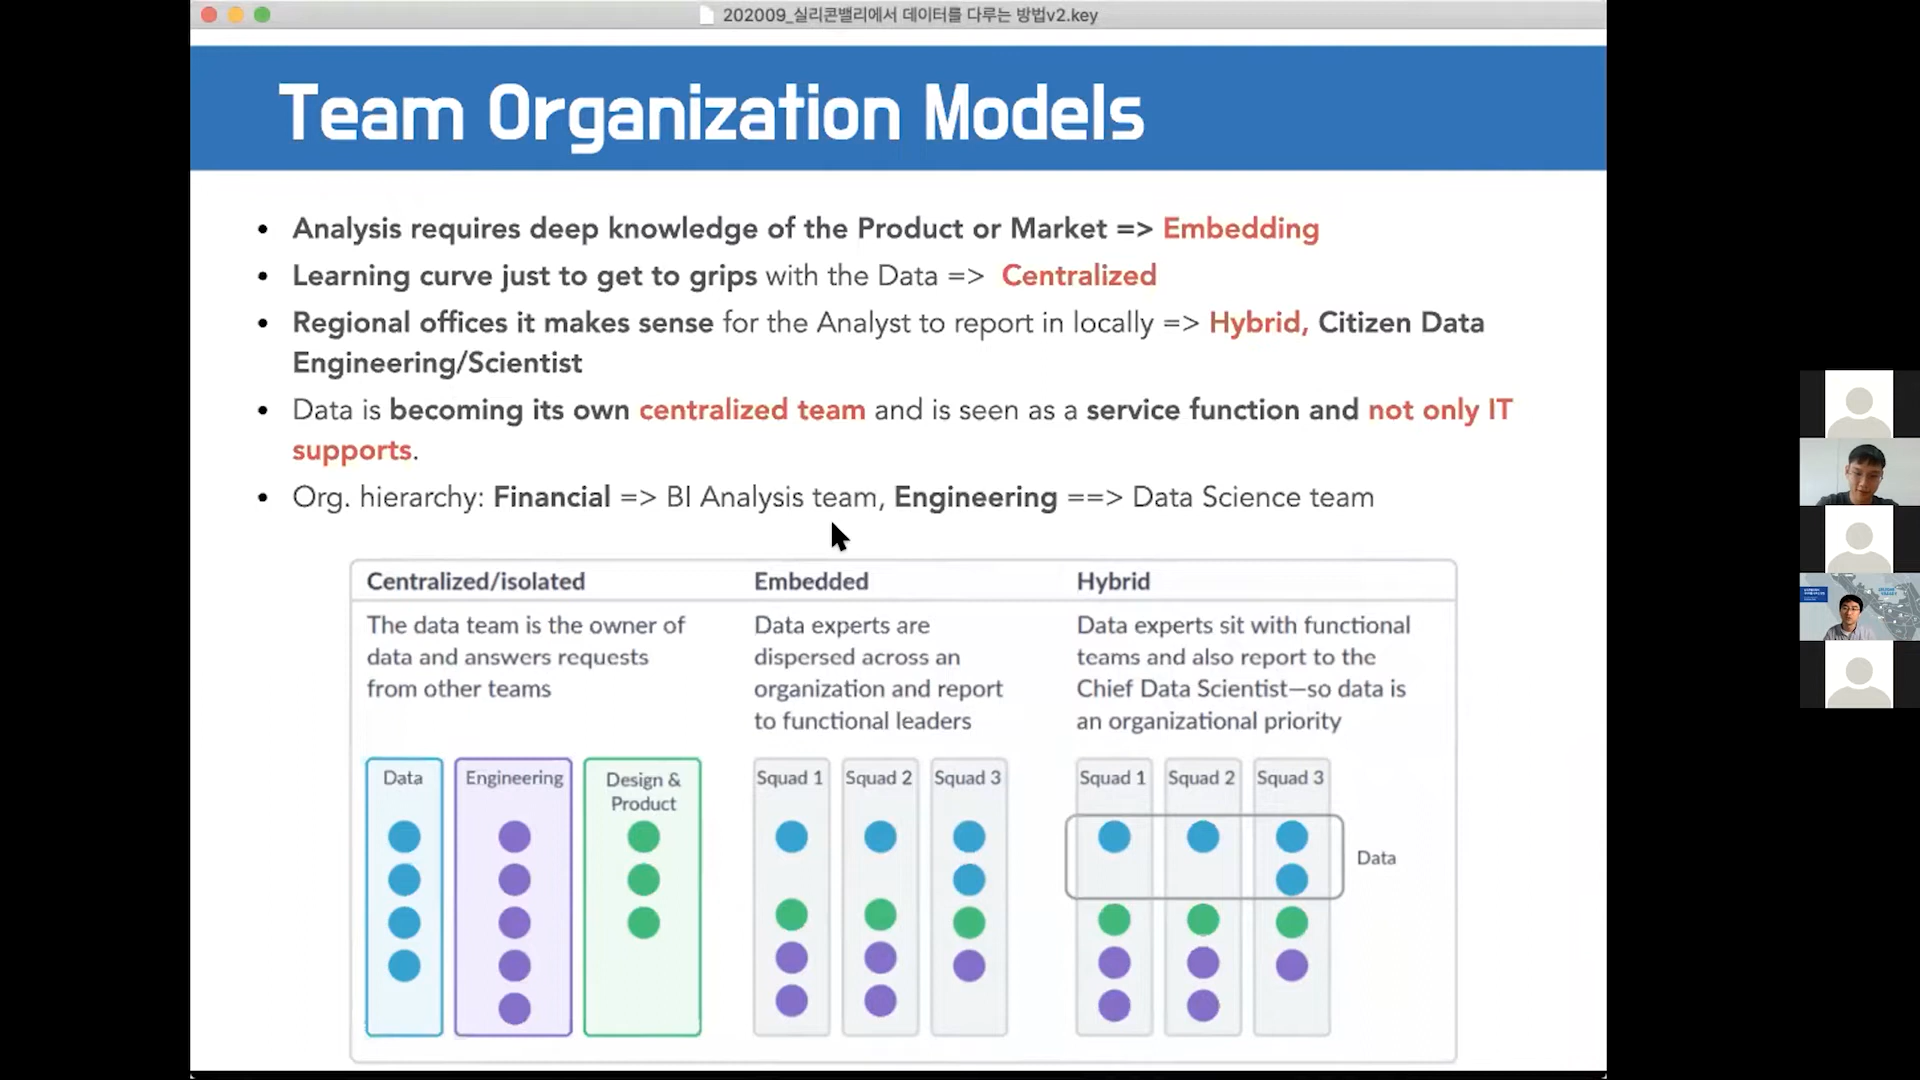 202009_실리콘밸리에서 데이터를 다루는 방법v2.key
Team Organization Models
• Analysis requires deep knowledge of the Product or Market => Embedding
• Learning curve just to get to grips with the Data => Centralized
• Regional offices it makes sense for the Analyst to report in locally => Hybrid, Citizen Data
Engineering/Scientist
• Data is becoming its own centralized team and is seen as a service function and not only IT
supports.
• Org. hierarchy: Financial => BI Analysis team, Engineering ==> Data Science team
Centralized/isolated
The data team is the owner of
data and answers requests
from other teams
Data
Engineering
Design &
Product
Embedded
Data experts are
dispersed across an
organization and report
to functional leaders
Squad 1
Squad 2
Squad 3
Hybrid
Data experts sit with functional
teams and also report to the
Chief Data Scientist—so data is
an organizational priority
Squad 1
Squad 2
Squad 3
Data